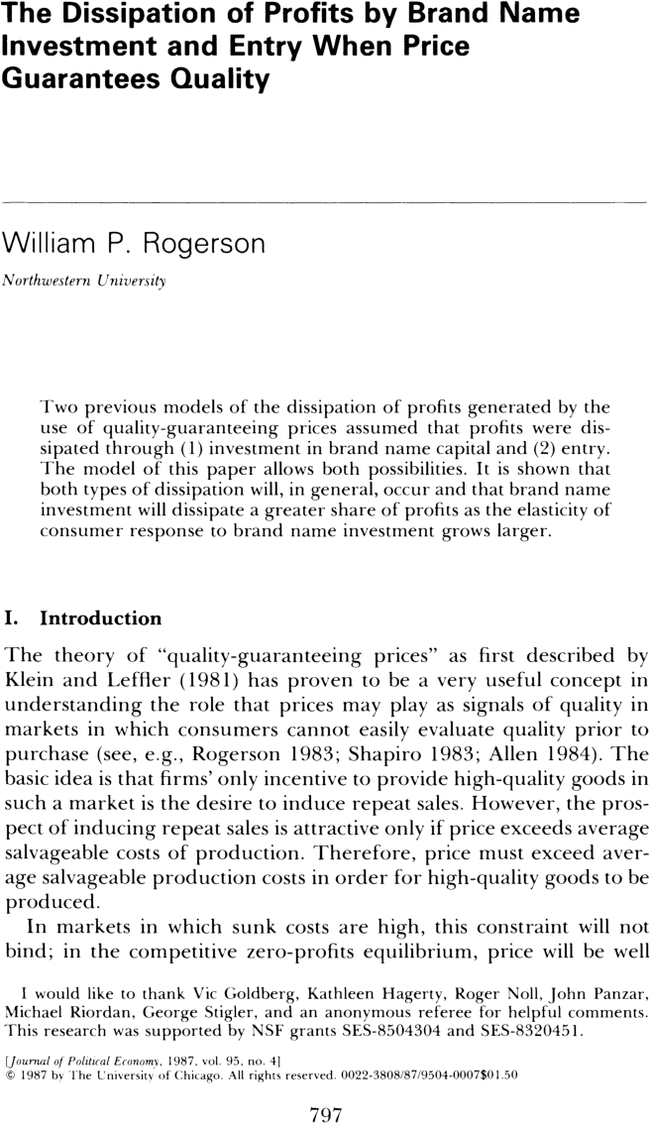 The Dissipation of Profits by Brand Name
Investment and Entry When Price
Guarantees Quality
William P. Rogerson
Northwestern University
Two previous models of the dissipation of profits generated by the
use of quality-guaranteeing prices assumed that profits were dis-
sipated through (1) investment in brand name capital and (2) entry.
The model of this paper allows both possibilities. It is shown that
both types of dissipation will, in general, occur and that brand name
investment will dissipate a greater share of profits as the elasticity of
consumer response to brand name investment grows larger.
I. Introduction
The theory of “quality-guaranteeing prices” as first described by
Klein and Leffler (1981) has proven to be a very useful concept in
understanding the role that prices may play as signals of quality in
markets in which consumers cannot easily evaluate quality prior to
purchase (see, e.g., Rogerson 1983; Shapiro 1983; Allen 1984). The
basic idea is that firms’ only incentive to provide high-quality goods in
such a market is the desire to induce repeat sales. However, the pros-
pect of inducing repeat sales is attractive only if price exceeds average
salvageable costs of production. Therefore, price must exceed aver-
age salvageable production costs in order for high-quality goods to be
produced.
In markets in which sunk costs are high, this constraint will not
bind; in the competitive zero-profits equilibrium, price will be well
I would like to thank Vic Goldberg, Kathleen Hagerty, Roger Noll, John Panzar,
Michael Riordan, George Stigler, and an anonymous referee for helpful comments.
This research was supported by NSF grants SES-8504304 and SES-8320451.
[Journal of Political Economy, 1987, vol. 95, no. 4]
© 1987 by The University of Chicago. All rights reserved. 0022-3808/87/9504-0007$01.50
797